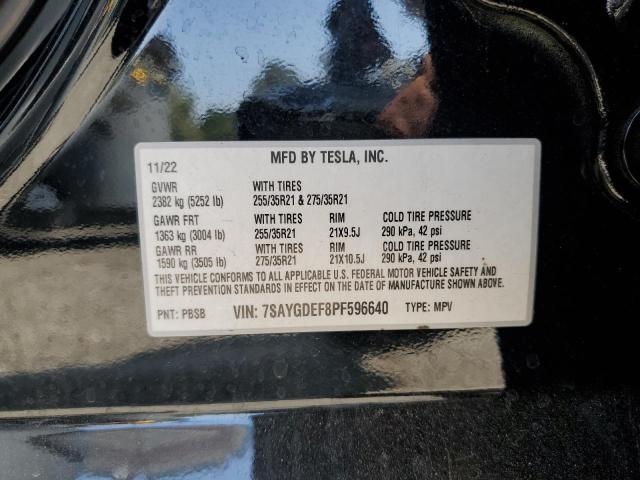 MFD BY TESLA, INC.
11/22
GVWR WITH TIRES
2382 kg (5252 lb) 255/35R21 & 275/35R21
GAWR FRT WITH TIRES RIM COLD TIRE PRESSURE
1363 kg (3004 lb) 255/35R21 21X9.5J 290 kPa, 42 psi
GAWR RR WITH TIRES RIM COLD TIRE PRESSURE
1590 kg (3505 lb) 275/35R21 21X10.5J 290 kPa, 42 psi
THIS VEHICLE CONFORMS TO ALL APPLICABLE U.S. FEDERAL MOTOR VEHICLE SAFETY AND
THEFT PREVENTION STANDARDS IN EFFECT ON THE DATE OF MANUFACTURE SHOWN ABOVE.
PNT: PBSB VIN: 7SAYGDEF8PF596640 TYPE: MPV